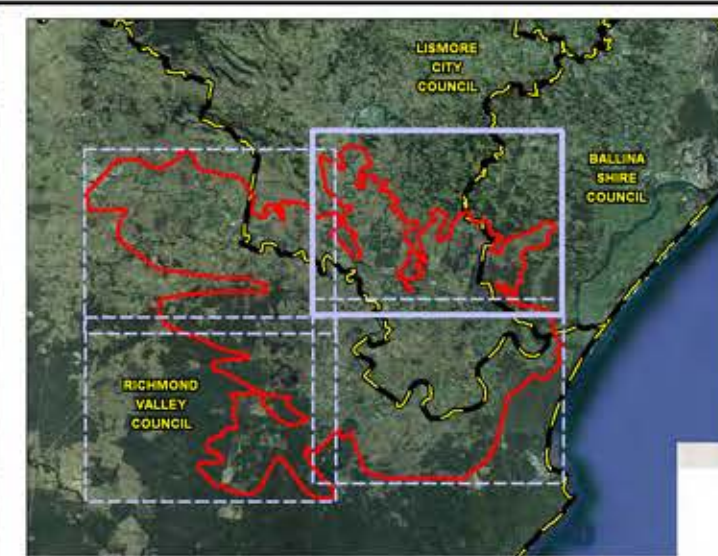 LISMORE
CITY
COUNCIL
BALLINA
SHIRE
COUNCIL
RICHMOND
VALLEY
COUNCIL